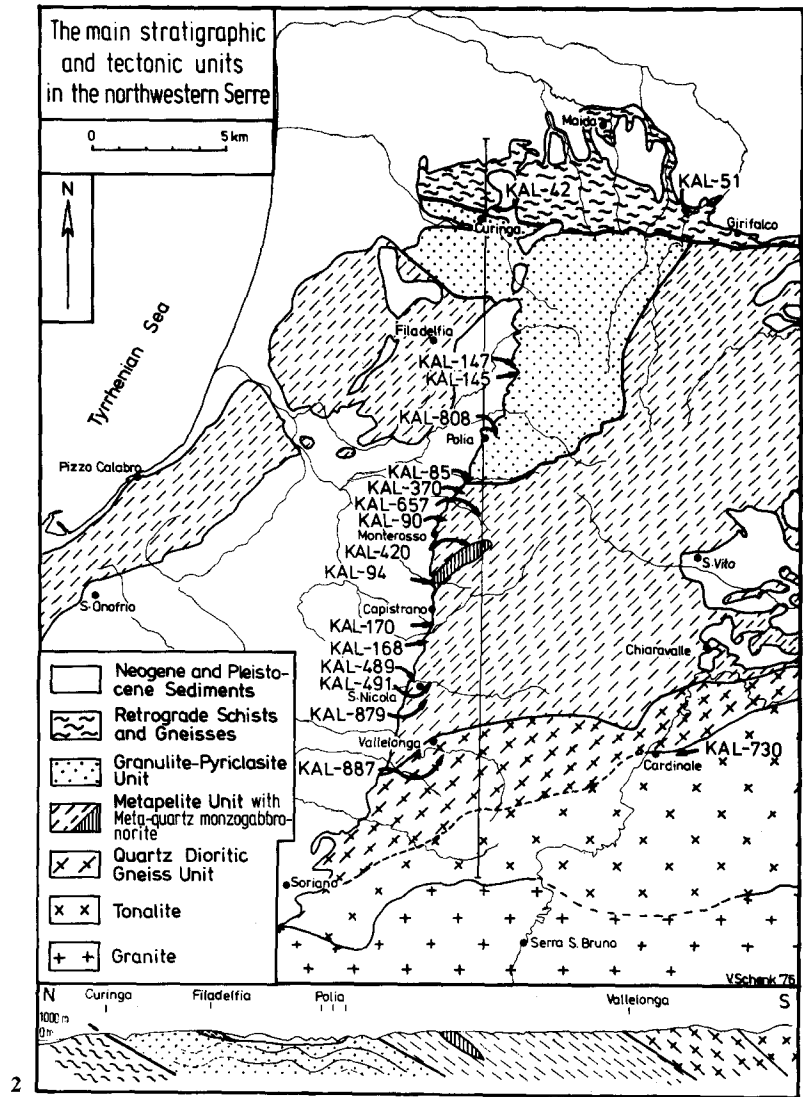 The main stratigraphic
and tectonic units
in the northwestern Serre
0 5 km
N
Tyrrhenian Sea
Maida
KAL-42
KAL-51
Curinga
Girifalco
Filadelfia
KAL-147
KAL-145
KAL-808
Polia
Pizzo Calabro
KAL-85
KAL-370
KAL-657
KAL-90
Monterosso
KAL-420
KAL-94
S. Vito
S. Onofrio
Capistrano
KAL-170
KAL-168
Chiaravalle
KAL-489
KAL-491
S. Nicola
KAL-879
Vallelonga
KAL-730
Cardinale
KAL-887
Soriano
Serra S. Bruno
Neogene and Pleisto-
cene Sediments
Retrograde Schists
and Gneisses
Granulite-Pyriclasite
Unit
Metapelite Unit with
Meta-quartz monzogabbro-
norite
Quartz Dioritic
Gneiss Unit
Tonalite
Granite
V.Schenk '75
N Curinga Filadelfia Polia Vallelonga S
1000 m
0 m
2